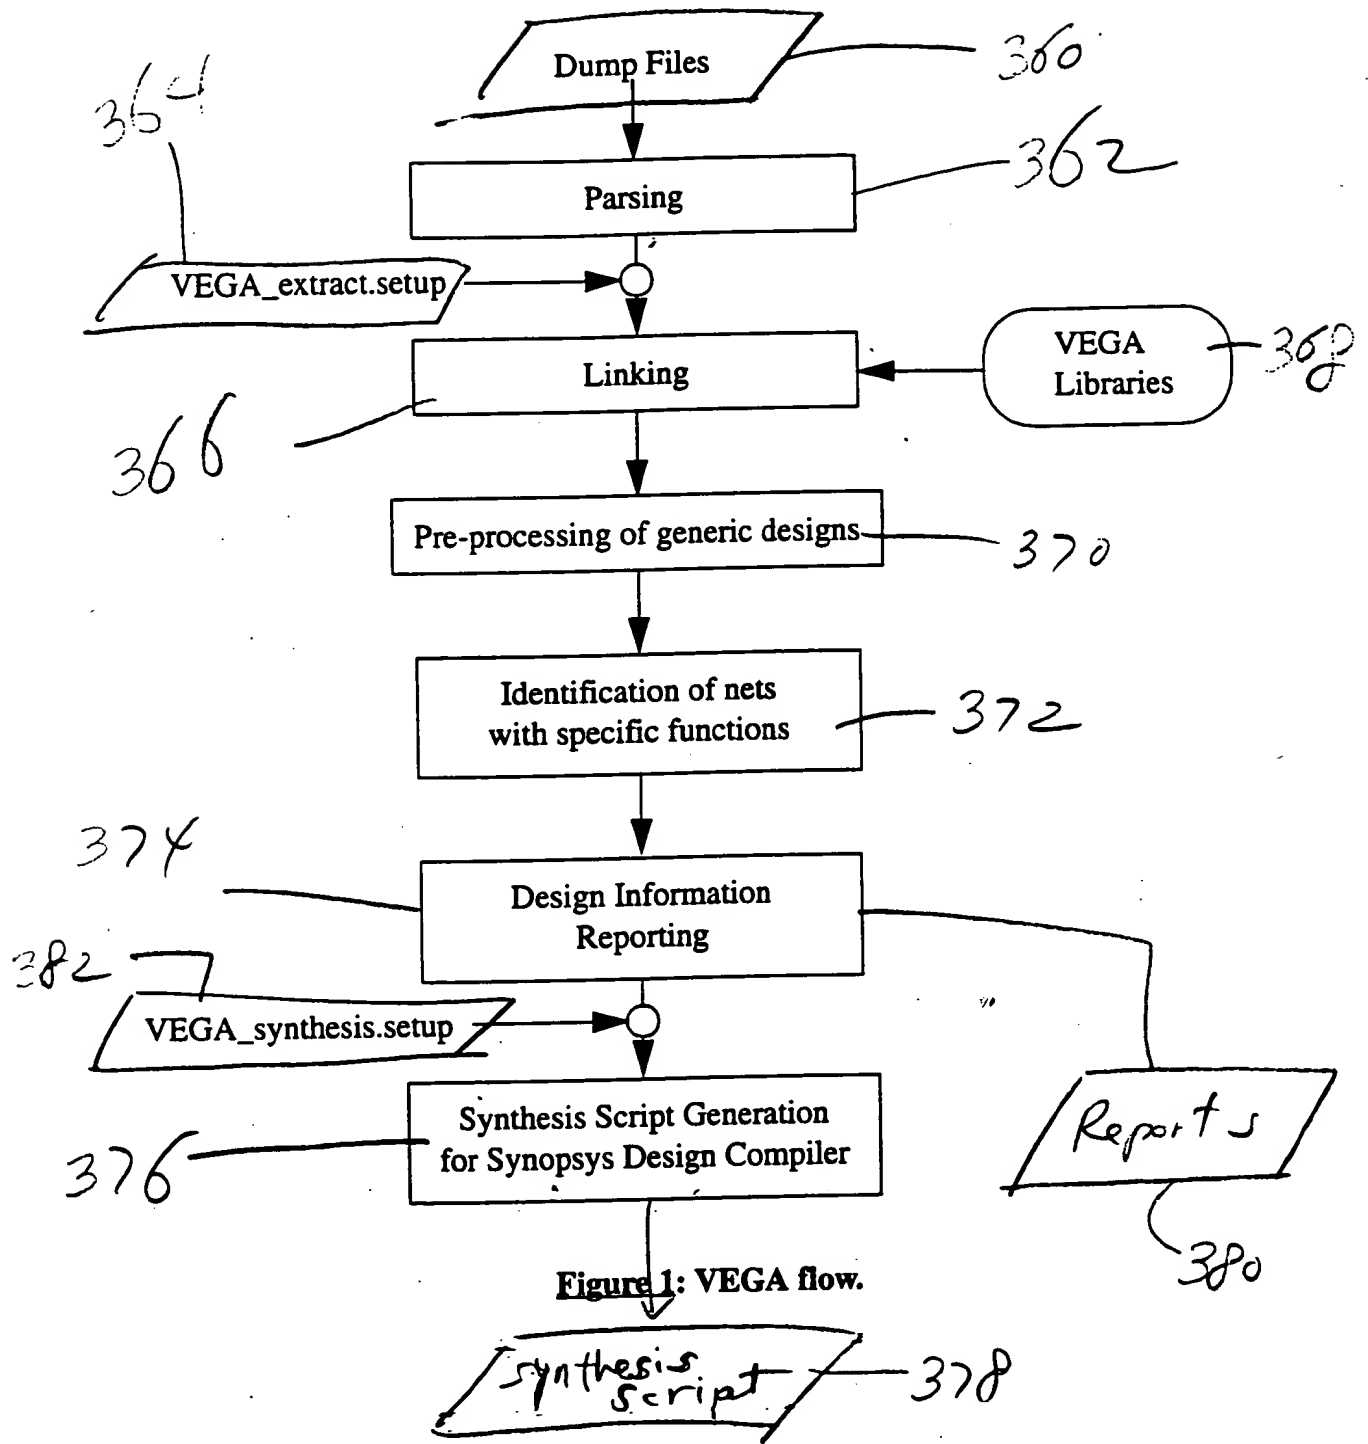 Dump Files
360
364
362
Parsing
VEGA_extract.setup
VEGA
Libraries
368
Linking
366
Pre-processing of generic designs
370
Identification of nets
with specific functions
372
374
Design Information
Reporting
382
VEGA_synthesis.setup
Synthesis Script Generation
for Synopsys Design Compiler
376
Reports
380
Figure 1: VEGA flow.
synthesis
script
378